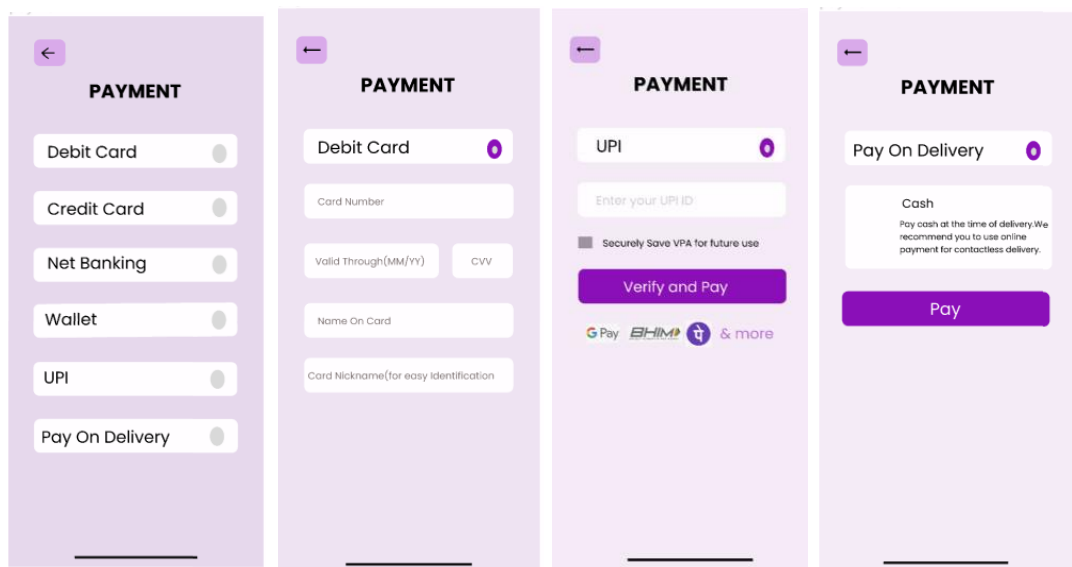 PAYMENT
Debit Card
Credit Card
Net Banking
Wallet
UPI
Pay On Delivery
PAYMENT
Debit Card
Card Number
Valid Through(MM/YY) CVV
Name On Card
Card Nickname(for easy Identification
PAYMENT
UPI
Enter your UPI ID
Securely Save VPA for future use
Verify and Pay
G Pay BHIM पे & more
PAYMENT
Pay On Delivery
Cash
Pay cash at the time of delivery.We
recommend you to use online
payment for contactless delivery.
Pay